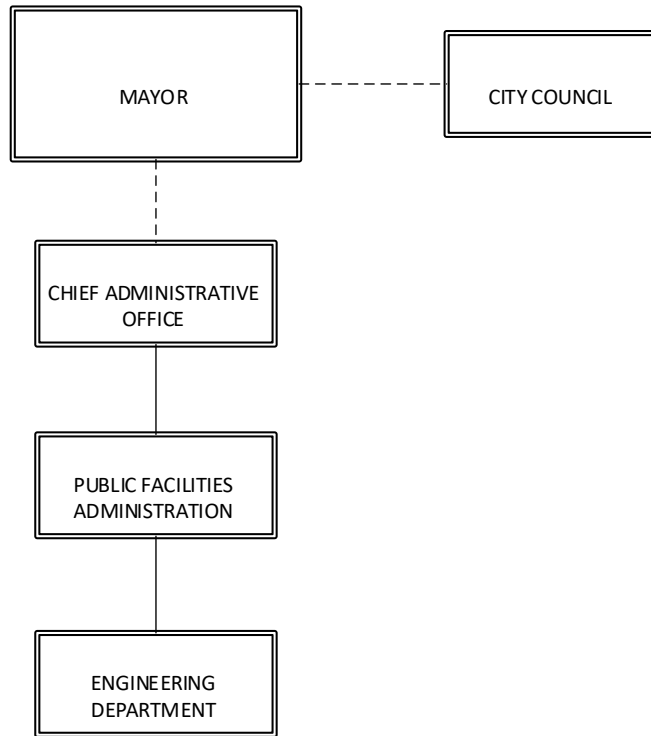 MAYOR
CITY COUNCIL
CHIEF ADMINISTRATIVE
OFFICE
PUBLIC FACILITIES
ADMINISTRATION
ENGINEERING
DEPARTMENT